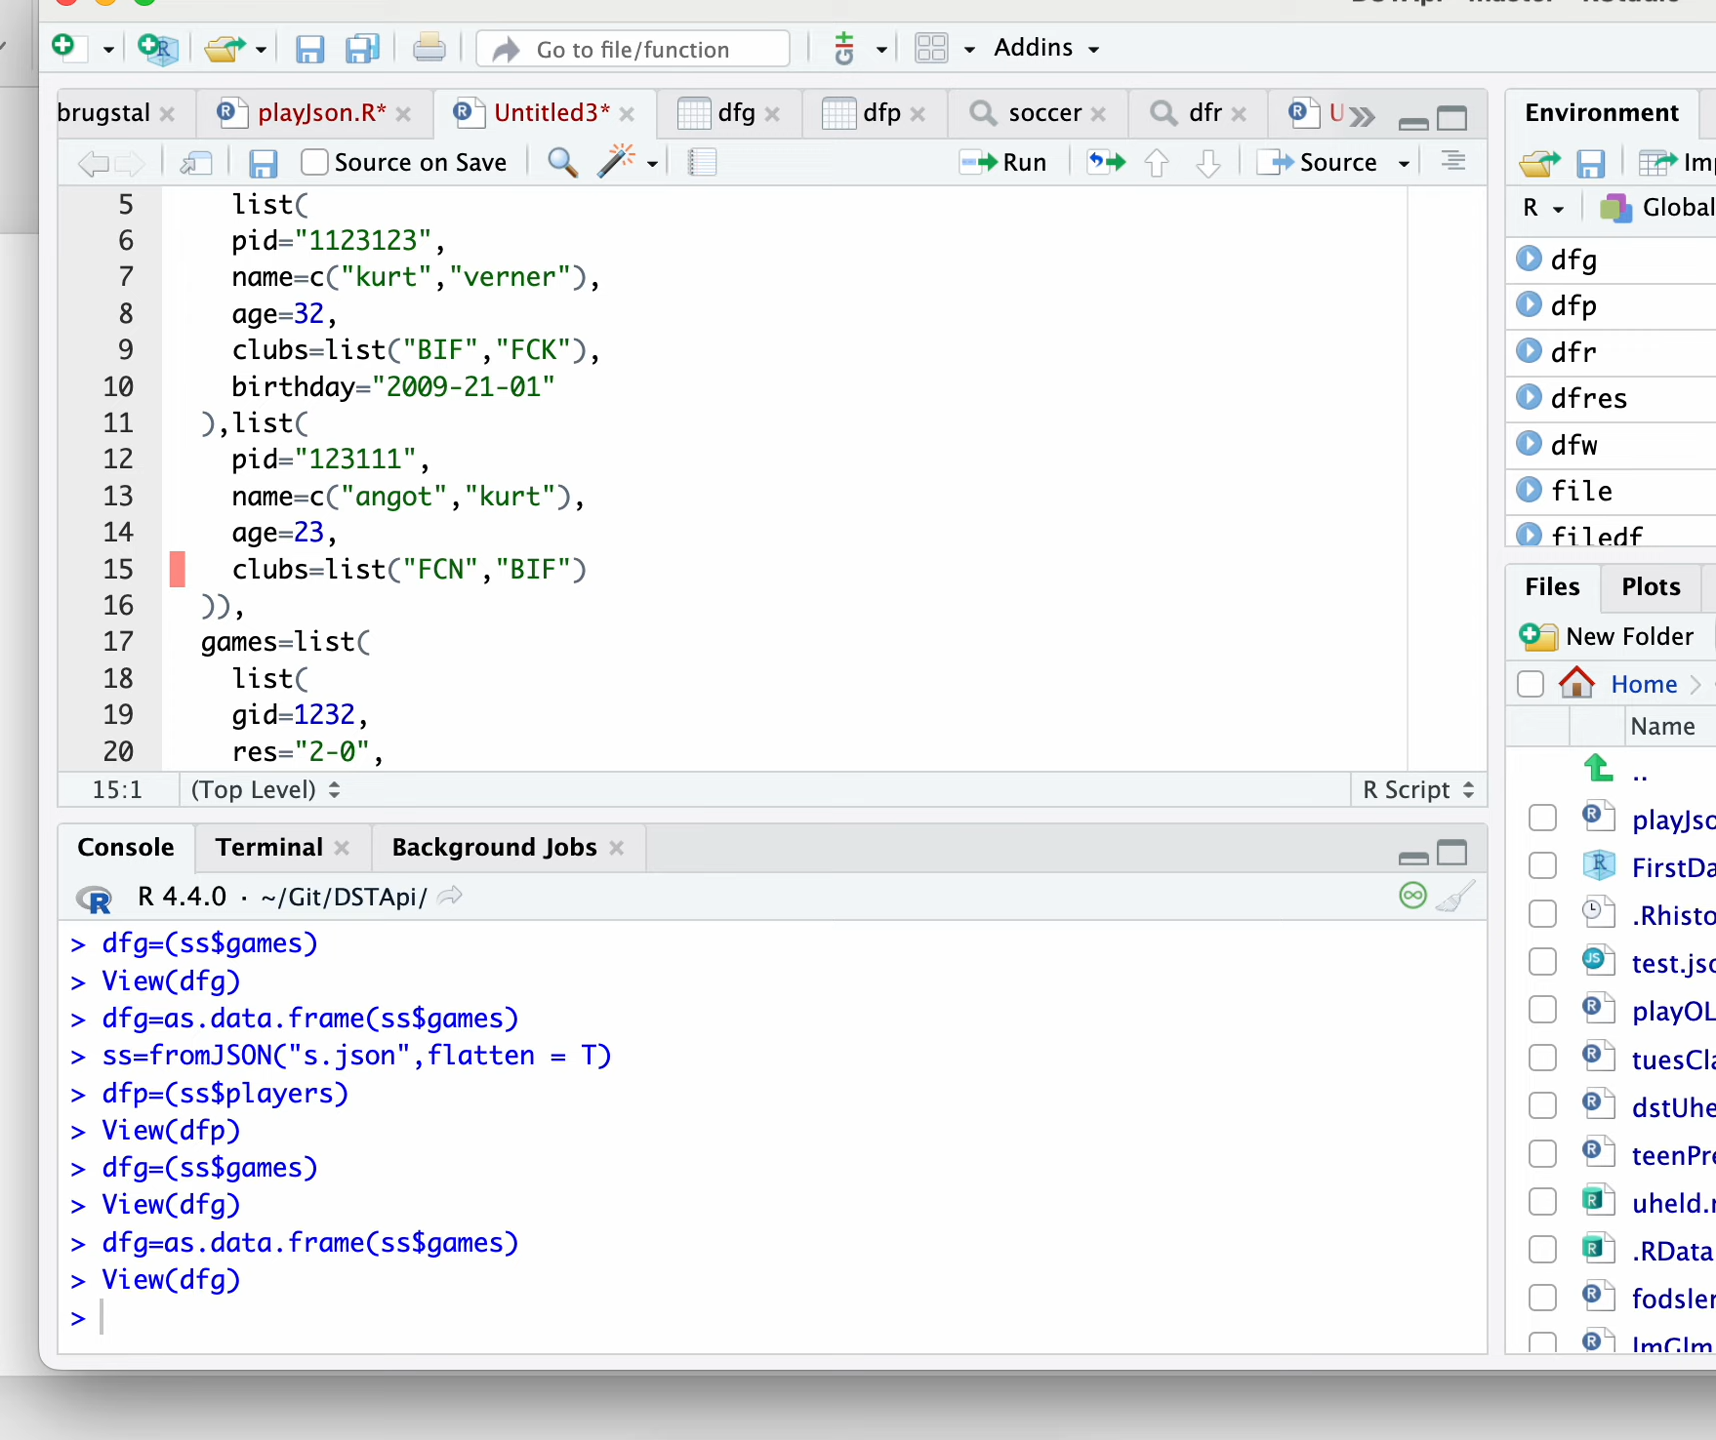 Go to file/function
Addins
brugstal
playJson.R*
Untitled3*
dfg
dfp
soccer
dfr
U
Source on Save
Run
Source
5 list(
6 pid="1123123",
7 name=c("kurt","verner"),
8 age=32,
9 clubs=list("BIF","FCK"),
10 birthday="2009-21-01"
11 ),list(
12 pid="123111",
13 name=c("angot","kurt"),
14 age=23,
15 clubs=list("FCN","BIF")
16 )),
17 games=list(
18 list(
19 gid=1232,
20 res="2-0",
15:1 (Top Level) R Script
Console Terminal Background Jobs
R 4.4.0 · ~/Git/DSTApi/
> dfg=(ss$games)
> View(dfg)
> dfg=as.data.frame(ss$games)
> ss=fromJSON("s.json",flatten = T)
> dfp=(ss$players)
> View(dfp)
> dfg=(ss$games)
> View(dfg)
> dfg=as.data.frame(ss$games)
> View(dfg)
>
Environment
Imp
R Global
dfg
dfp
dfr
dfres
dfw
file
filedf
Files Plots
New Folder
Home
Name
..
playJso
FirstDa
.Rhisto
test.jso
playOL
tuesCla
dstUhe
teenPre
uheld.r
.RData
fodsler
lmGlm